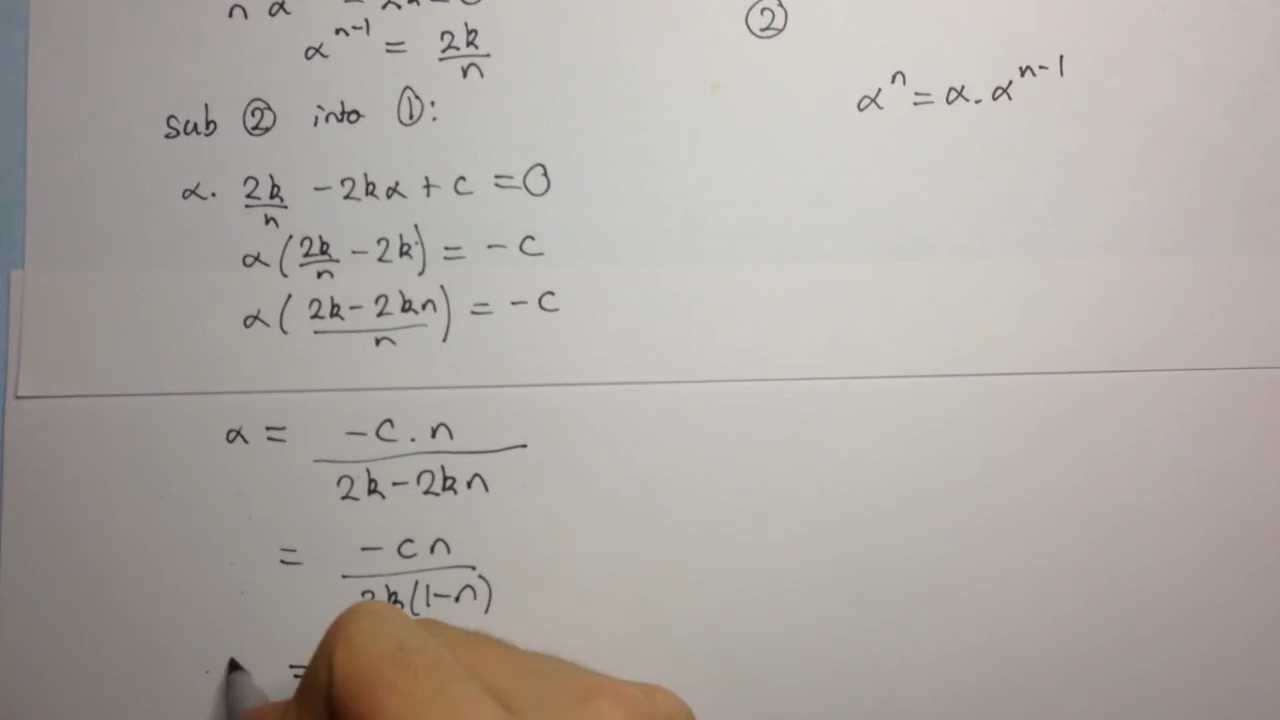 n α
α^(n-1) = 2k/n
②
α^n = α . α^(n-1)
sub ② into ①:
α . 2k/n - 2kα + c = 0
α(2k/n - 2k) = - c
α((2k - 2kn)/n) = - c
α = (-c . n)/(2k - 2kn)
= (-cn)/(2k(1-n))
=